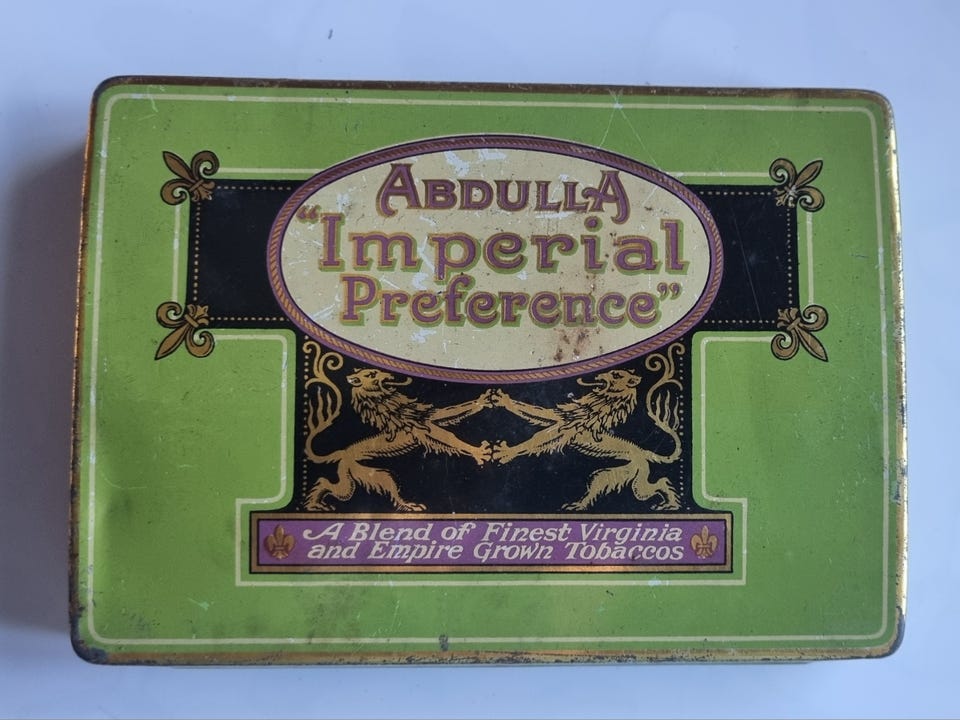 ABDULLA
“Imperial
Preference”
A Blend of Finest Virginia
and Empire Grown Tobaccos